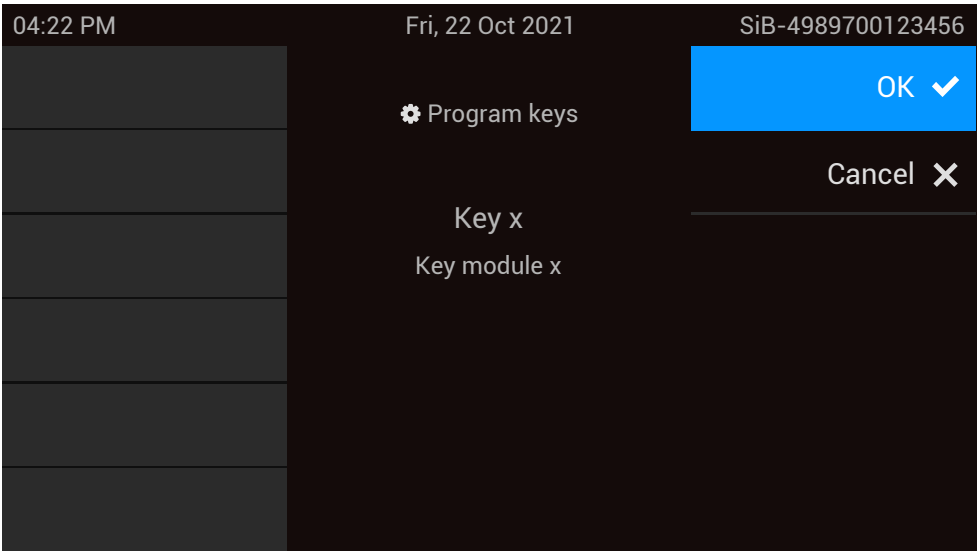 04:22 PM Fri, 22 Oct 2021 SiB-4989700123456
OK
Program keys
Cancel
Key x
Key module x